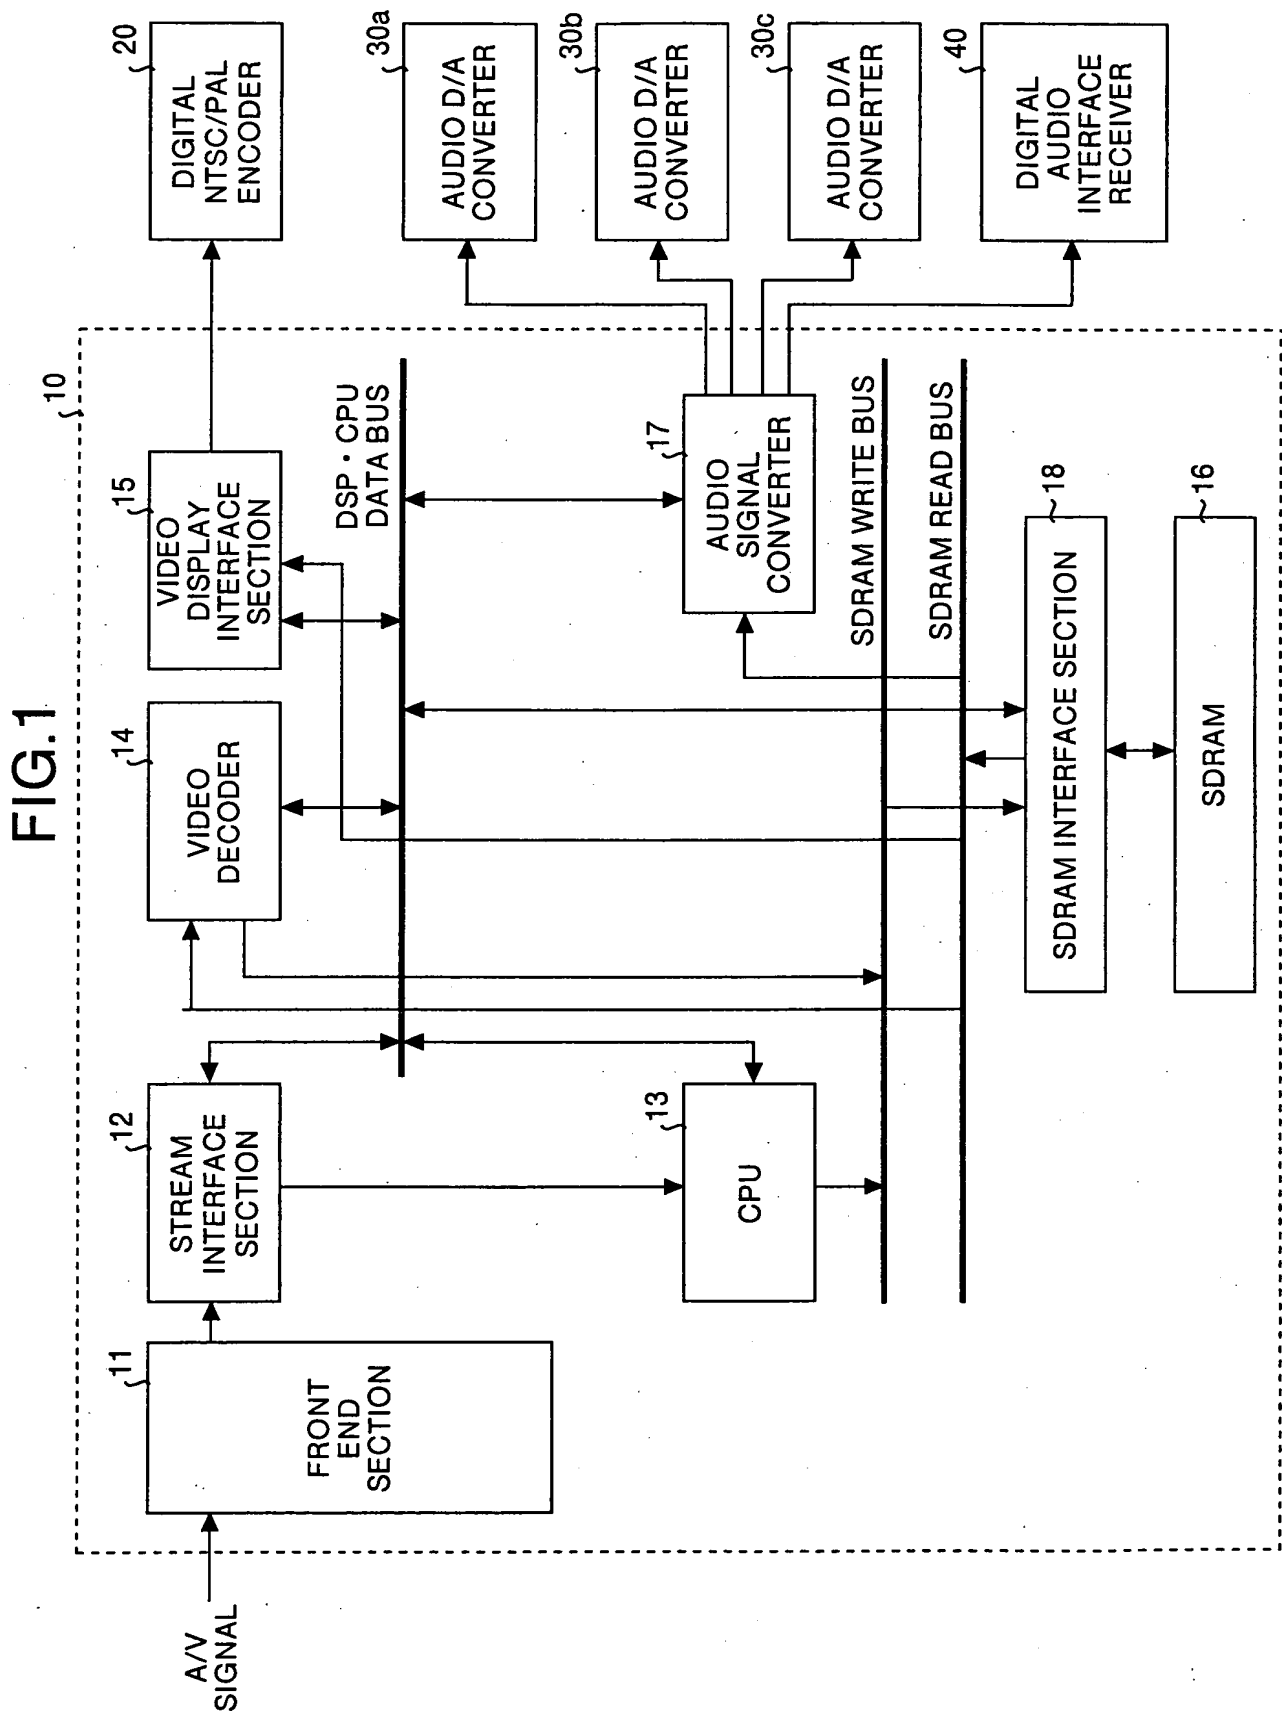 FIG.1
10
A/V
SIGNAL
11
FRONT
END
SECTION
12
STREAM
INTERFACE
SECTION
14
VIDEO
DECODER
15
VIDEO
DISPLAY
INTERFACE
SECTION
20
DIGITAL
NTSC/PAL
ENCODER
DSP・CPU
DATA BUS
30a
AUDIO D/A
CONVERTER
30b
AUDIO D/A
CONVERTER
30c
AUDIO D/A
CONVERTER
40
DIGITAL
AUDIO
INTERFACE
RECEIVER
13
CPU
17
AUDIO
SIGNAL
CONVERTER
SDRAM WRITE BUS
SDRAM READ BUS
18
SDRAM INTERFACE SECTION
16
SDRAM